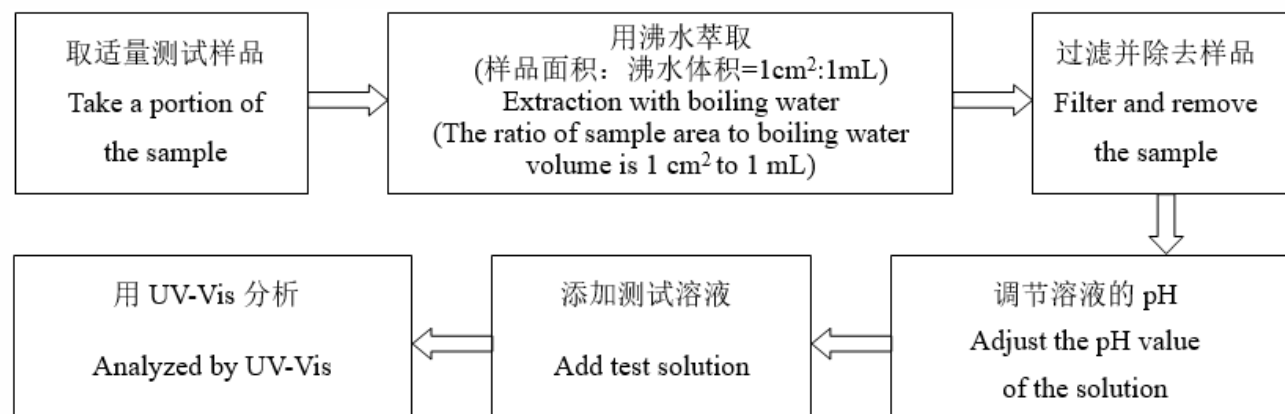 取适量测试样品
Take a portion of
the sample
用沸水萃取
(样品面积：沸水体积=1cm²:1mL)
Extraction with boiling water
(The ratio of sample area to boiling water
volume is 1 cm² to 1 mL)
过滤并除去样品
Filter and remove
the sample
调节溶液的 pH
Adjust the pH value
of the solution
添加测试溶液
Add test solution
用 UV-Vis 分析
Analyzed by UV-Vis